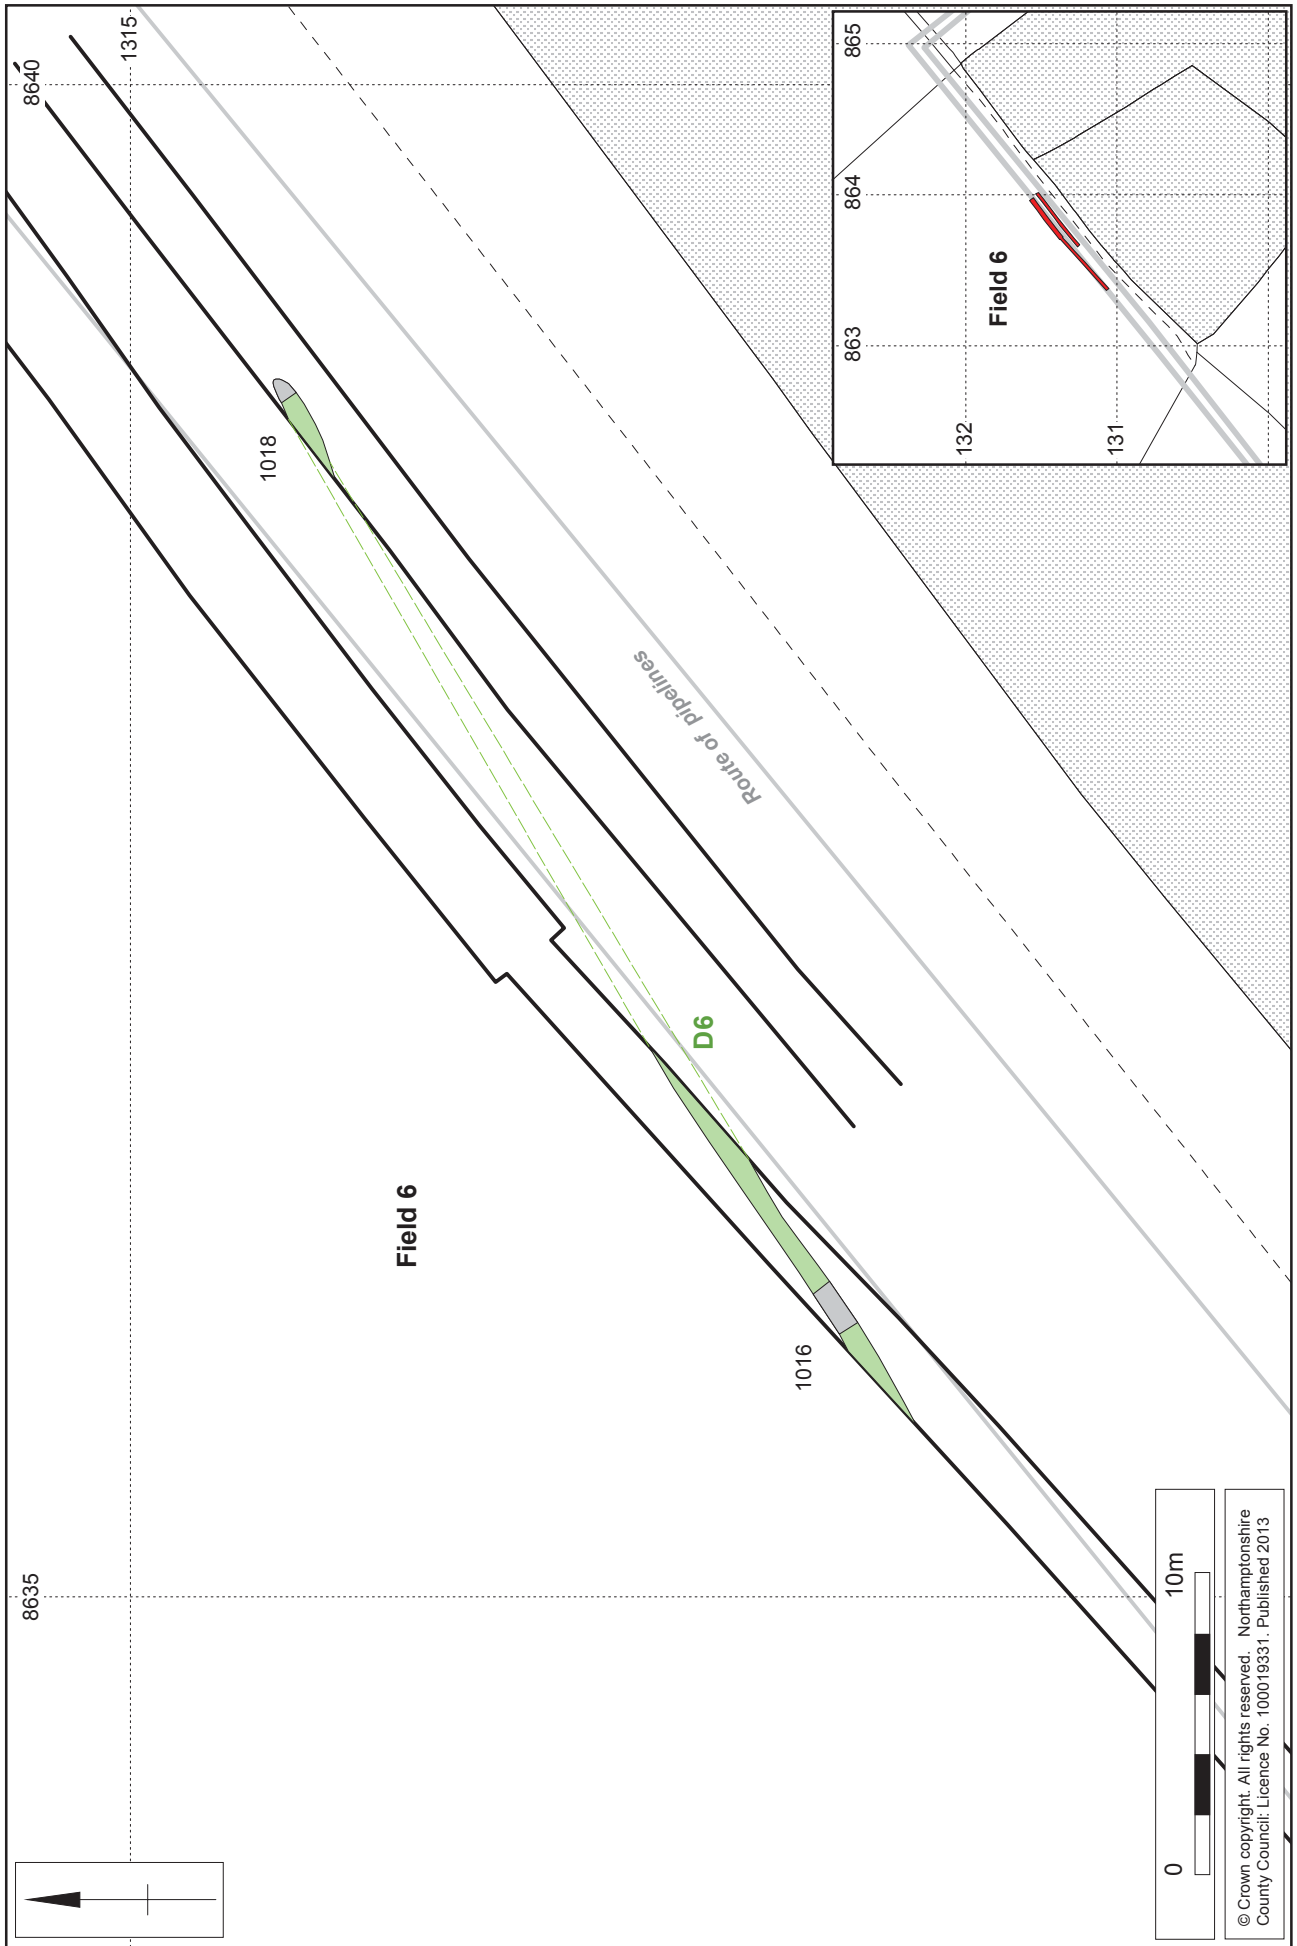 8635
8640
1315
Field 6
1018
D6
1016
Route of pipelines
Field 6
863
864
865
132
131
0
10m
© Crown copyright. All rights reserved. Northamptonshire
County Council: Licence No. 100019331. Published 2013